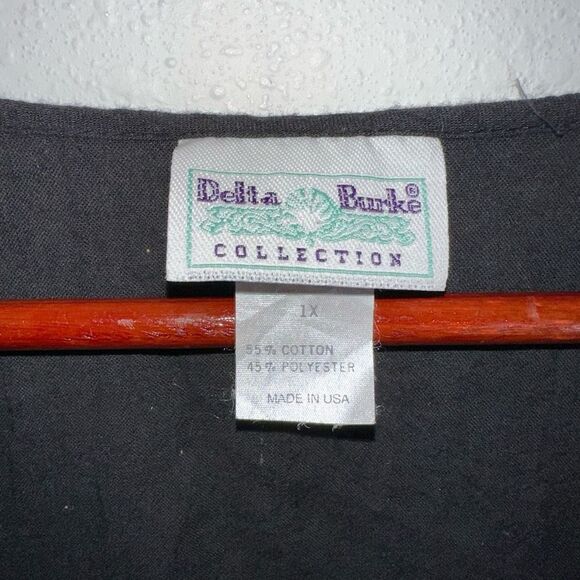 Delta Burke®
COLLECTION
1X
55% COTTON
45% POLYESTER
MADE IN USA